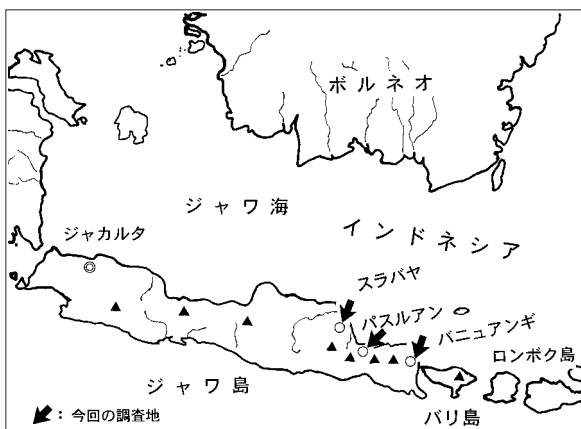 ボルネオ
ジャワ海
インドネシア
ジャカルタ
スラバヤ
パスルアン
バニュアンギ
ロンボク島
ジャワ島
バリ島
: 今回の調査地